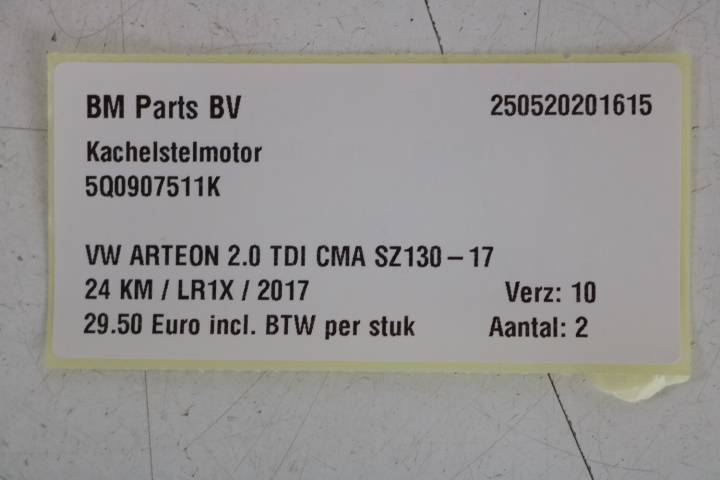 BM Parts BV 250520201615
Kachelstelmotor
5Q0907511K
VW ARTEON 2.0 TDI CMA SZ130 – 17
24 KM / LR1X / 2017 Verz: 10
29.50 Euro incl. BTW per stuk Aantal: 2